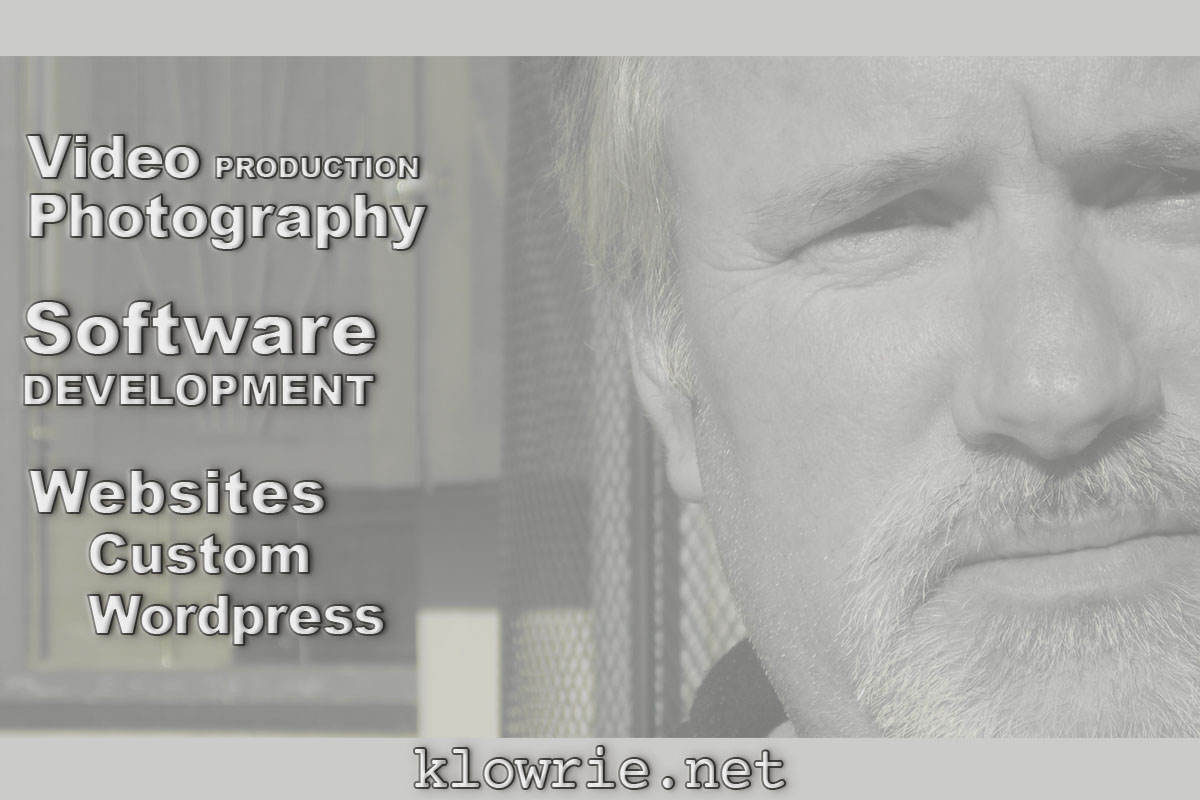 Video PRODUCTION
Photography
Software
DEVELOPMENT
Websites
Custom
Wordpress
klowrie.net